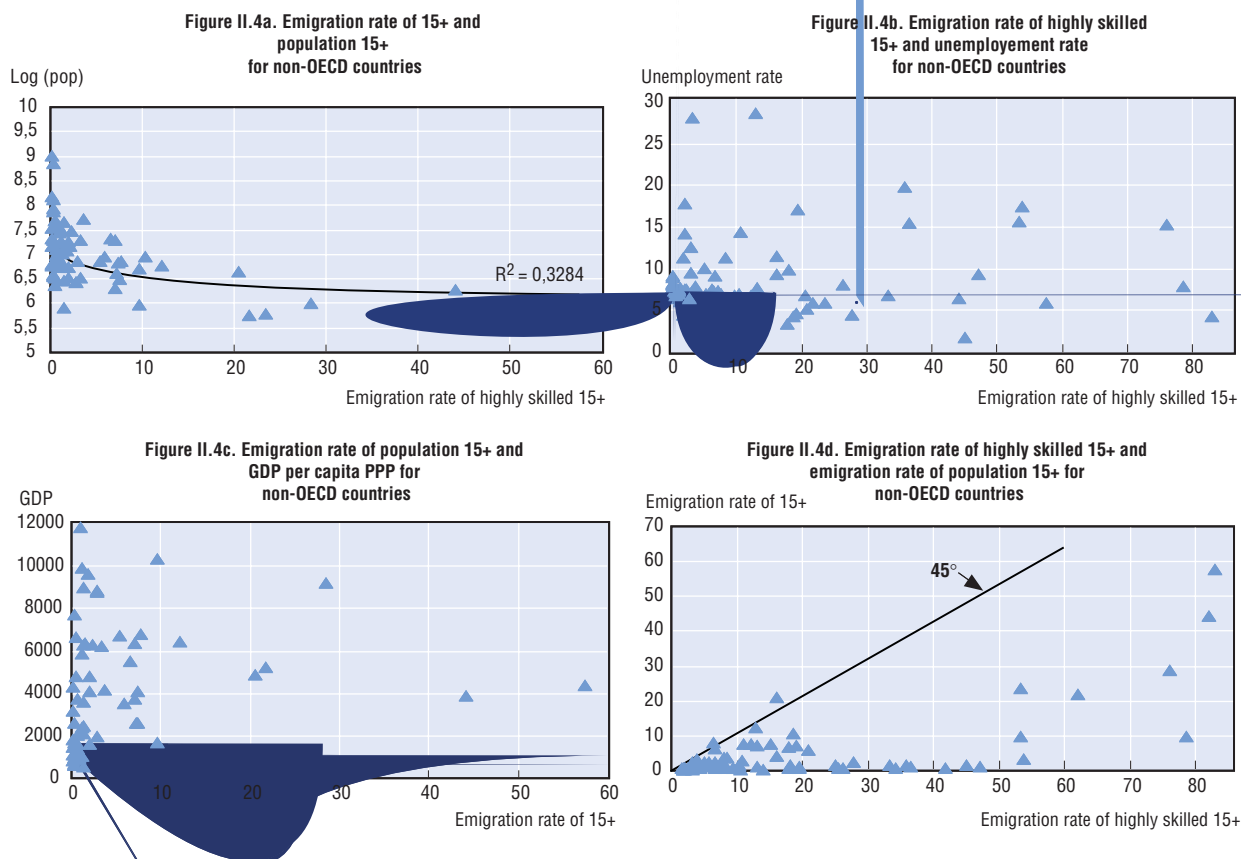 Figure II.4a. Emigration rate of 15+ and
population 15+
for non-OECD countries
Log (pop)
10
9,5
9
8,5
8
7,5
7
6,5
6
5,5
5
R2 = 0,3284
0 10 20 30 40 50 60
Emigration rate of highly skilled 15+
Figure II.4b. Emigration rate of highly skilled
15+ and unemployement rate
for non-OECD countries
Unemployment rate
30
25
20
15
10
5
0
0 10 20 30 40 50 60 70 80
Emigration rate of highly skilled 15+
Figure II.4c. Emigration rate of population 15+ and
GDP per capita PPP for
non-OECD countries
GDP
12000
10000
8000
6000
4000
2000
0
0 10 20 30 40 50 60
Emigration rate of 15+
Figure II.4d. Emigration rate of highly skilled 15+ and
emigration rate of population 15+ for
non-OECD countries
Emigration rate of 15+
70
60
50
40
30
20
10
0
45°
0 10 20 30 40 50 60 70 80
Emigration rate of highly skilled 15+